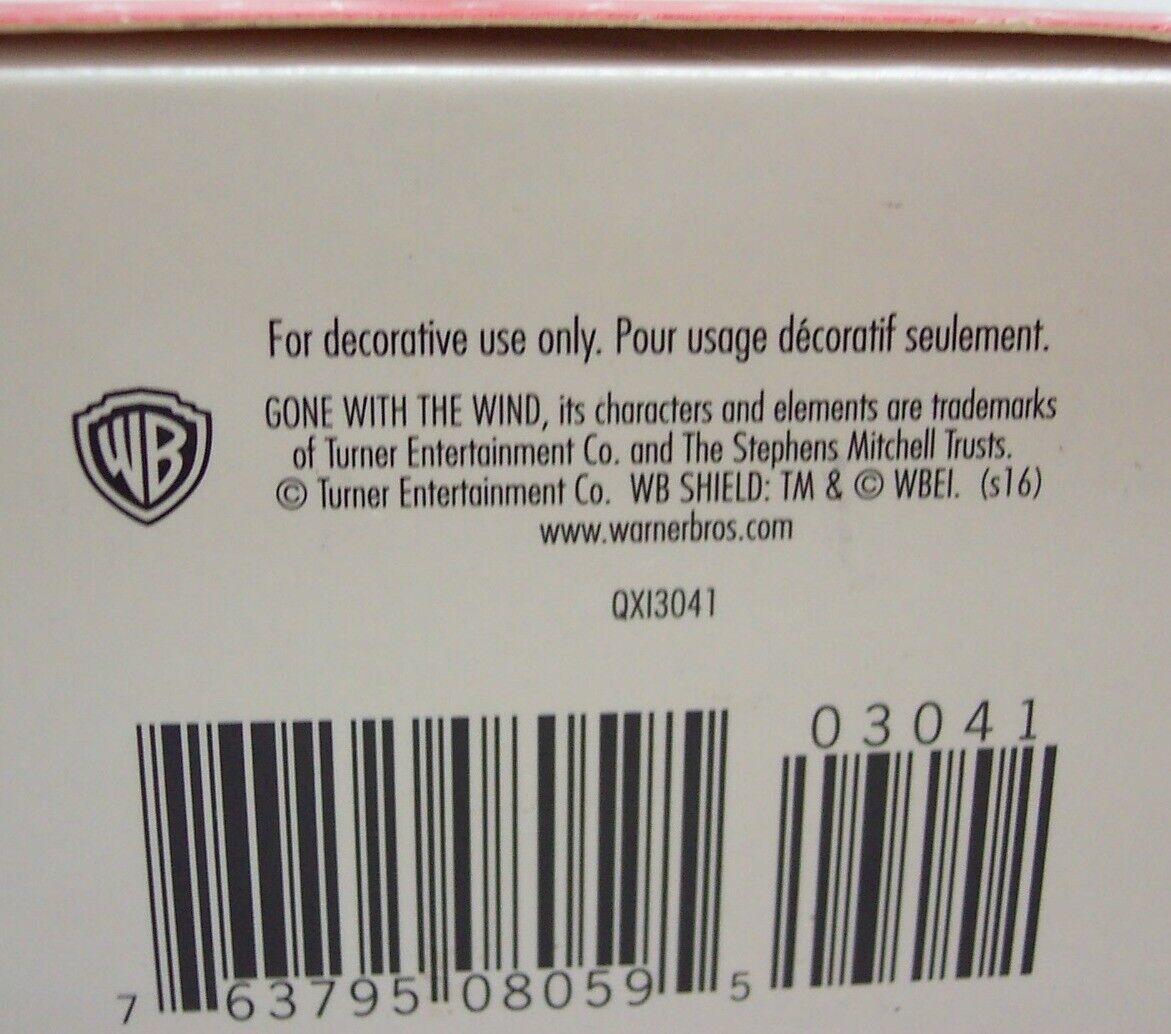 For decorative use only. Pour usage décoratif seulement.
WB
GONE WITH THE WIND, its characters and elements are trademarks
of Turner Entertainment Co. and The Stephens Mitchell Trusts.
© Turner Entertainment Co. WB SHIELD: TM & © WBEI. (s16)
www.warnerbros.com
QXI3041
03041
7 63795 08059 5